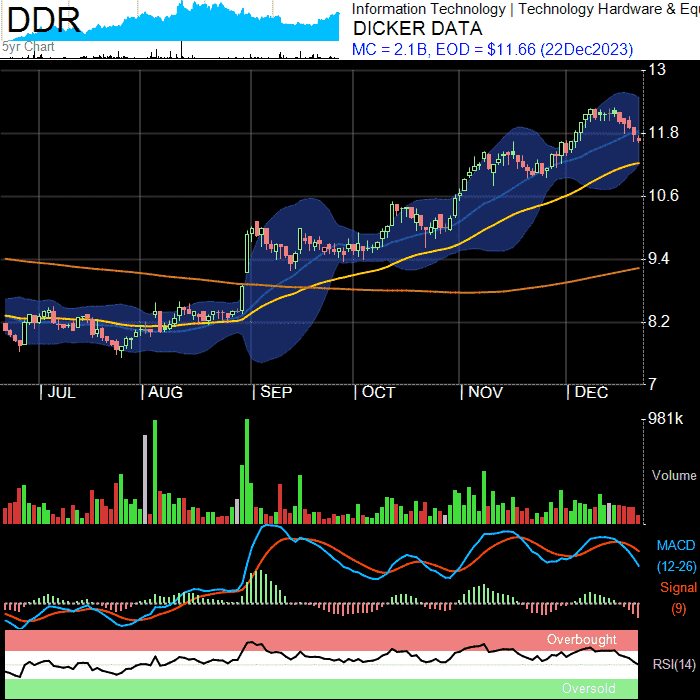 DDR
5yr Chart
Information Technology | Technology Hardware & Equ
DICKER DATA
MC = 2.1B, EOD = $11.66 (22Dec2023)
13
11.8
10.6
9.4
8.2
7
| JUL | AUG | SEP | OCT | NOV | DEC
981k
Volume
MACD
(12-26)
Signal
(9)
Overbought
RSI(14)
Oversold